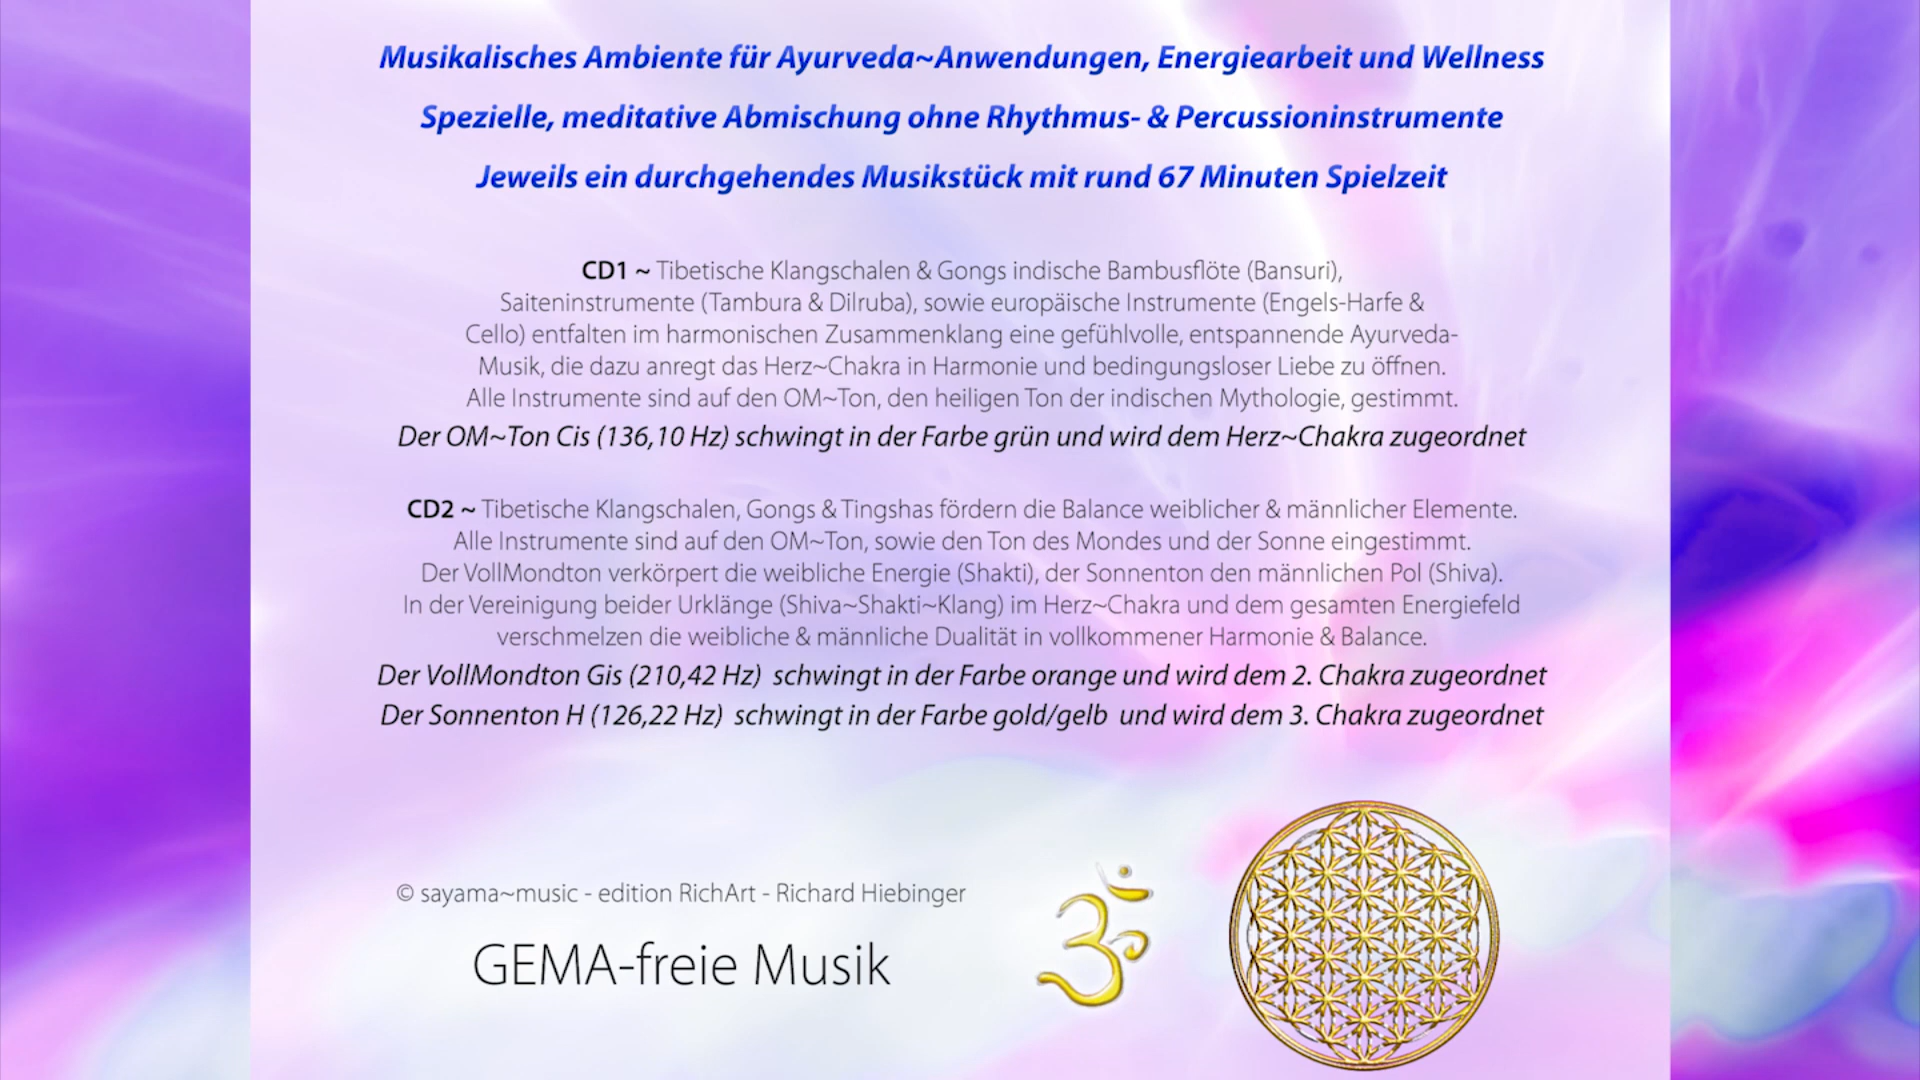 Musikalisches Ambiente für Ayurveda~Anwendungen, Energiearbeit und Wellness
Spezielle, meditative Abmischung ohne Rhythmus- & Percussioninstrumente
Jeweils ein durchgehendes Musikstück mit rund 67 Minuten Spielzeit
CD1 ~ Tibetische Klangschalen & Gongs indische Bambusflöte (Bansuri),
Saiteninstrumente (Tambura & Dilruba), sowie europäische Instrumente (Engels-Harfe &
Cello) entfalten im harmonischen Zusammenklang eine gefühlvolle, entspannende Ayurveda-
Musik, die dazu anregt das Herz~Chakra in Harmonie und bedingungsloser Liebe zu öffnen.
Alle Instrumente sind auf den OM~Ton, den heiligen Ton der indischen Mythologie, gestimmt.
Der OM~Ton Cis (136,10 Hz) schwingt in der Farbe grün und wird dem Herz~Chakra zugeordnet
CD2 ~ Tibetische Klangschalen, Gongs & Tingshas fördern die Balance weiblicher & männlicher Elemente.
Alle Instrumente sind auf den OM~Ton, sowie den Ton des Mondes und der Sonne eingestimmt.
Der VollMondton verkörpert die weibliche Energie (Shakti), der Sonnenton den männlichen Pol (Shiva).
In der Vereinigung beider Urklänge (Shiva~Shakti~Klang) im Herz~Chakra und dem gesamten Energiefeld
verschmelzen die weibliche & männliche Dualität in vollkommener Harmonie & Balance.
Der VollMondton Gis (210,42 Hz) schwingt in der Farbe orange und wird dem 2. Chakra zugeordnet
Der Sonnenton H (126,22 Hz) schwingt in der Farbe gold/gelb und wird dem 3. Chakra zugeordnet
© sayama~music - edition RichArt - Richard Hiebinger
GEMA-freie Musik
ॐ